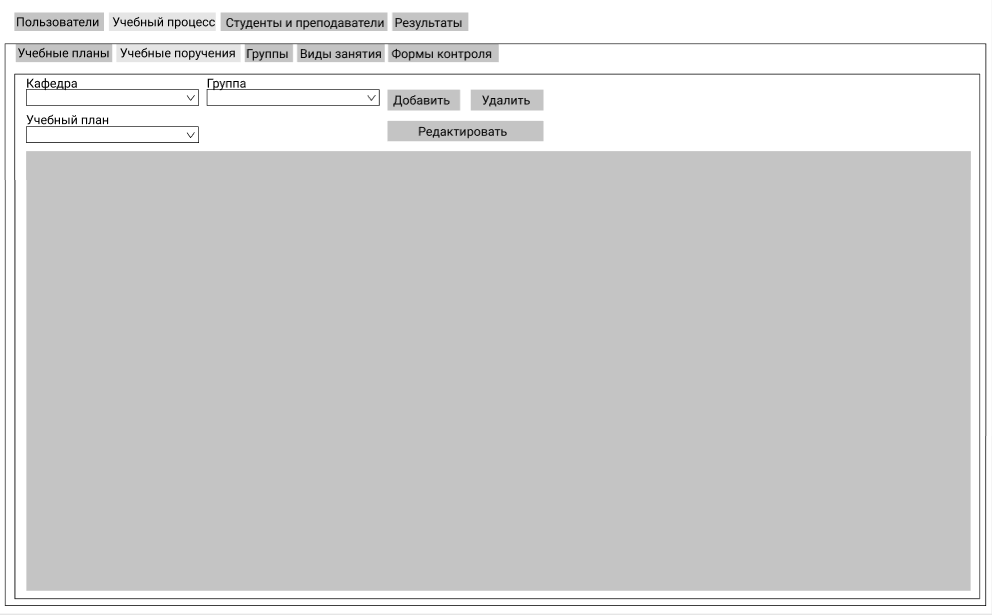 Пользователи Учебный процесс Студенты и преподаватели Результаты
Учебные планы Учебные поручения Группы Виды занятия Формы контроля
Кафедра Группа
Добавить Удалить
Учебный план
Редактировать